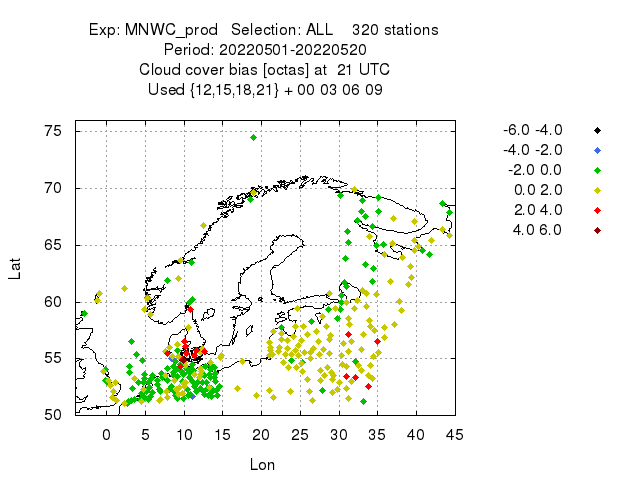 Exp: MNWC_prod   Selection: ALL    320 stations
Period: 20220501-20220520
Cloud cover bias [octas] at  21 UTC
Used {12,15,18,21} + 00 03 06 09
-6.0 -4.0
-4.0 -2.0
-2.0 0.0
0.0 2.0
2.0 4.0
4.0 6.0
75
70
65
60
55
50
Lat
0 5 10 15 20 25 30 35 40 45
Lon